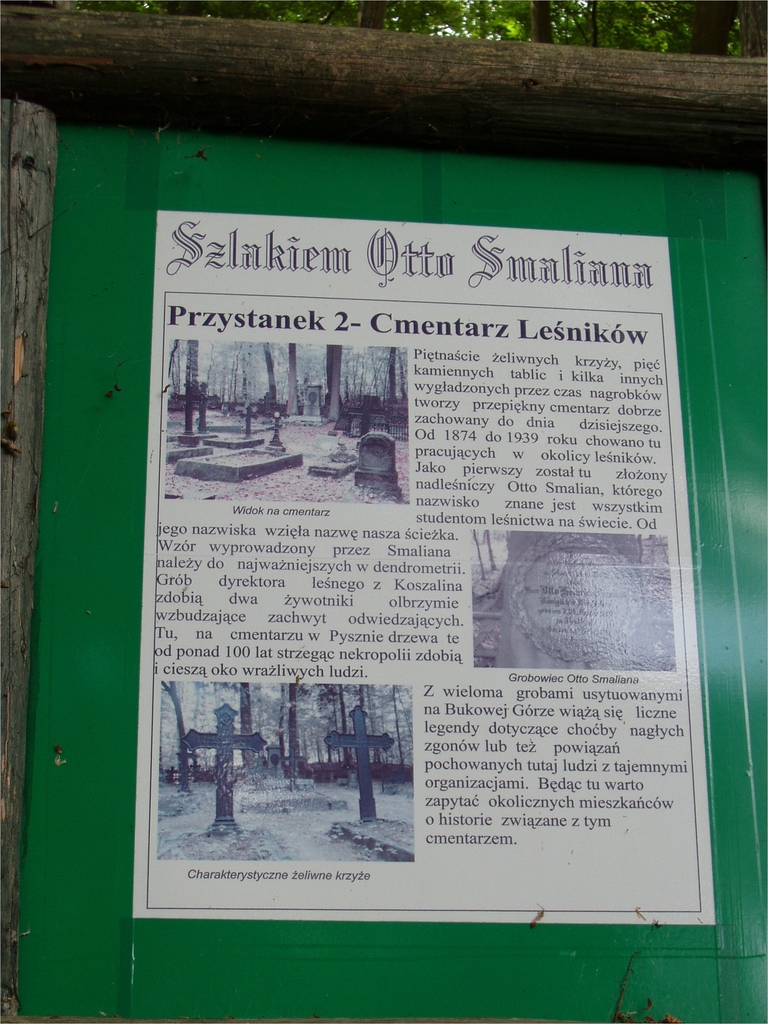 Szlakiem Otto Smaliana
Przystanek 2- Cmentarz Leśników
Piętnaście żeliwnych krzyży, pięć
kamiennych tablic i kilka innych
wygładzonych przez czas nagrobków
tworzy przepiękny cmentarz dobrze
zachowany do dnia dzisiejszego.
Od 1874 do 1939 roku chowano tu
pracujących w okolicy leśników.
Jako pierwszy został tu złożony
nadleśniczy Otto Smalian, którego
nazwisko znane jest wszystkim
studentom leśnictwa na świecie. Od
Widok na cmentarz
jego nazwiska wzięła nazwę nasza ścieżka.
Wzór wyprowadzony przez Smaliana
należy do najważniejszych w dendrometrii.
Grób dyrektora leśnego z Koszalina
zdobią dwa żywotniki olbrzymie
wzbudzające zachwyt odwiedzających.
Tu, na cmentarzu w Pysznie drzewa te
od ponad 100 lat strzegąc nekropolii zdobią
i cieszą oko wrażliwych ludzi.
Grobowiec Otto Smaliana
Z wieloma grobami usytuowanymi
na Bukowej Górze wiążą się liczne
legendy dotyczące choćby nagłych
zgonów lub też powiązań
pochowanych tutaj ludzi z tajemnymi
organizacjami. Będąc tu warto
zapytać okolicznych mieszkańców
o historie związane z tym
cmentarzem.
Charakterystyczne żeliwne krzyże